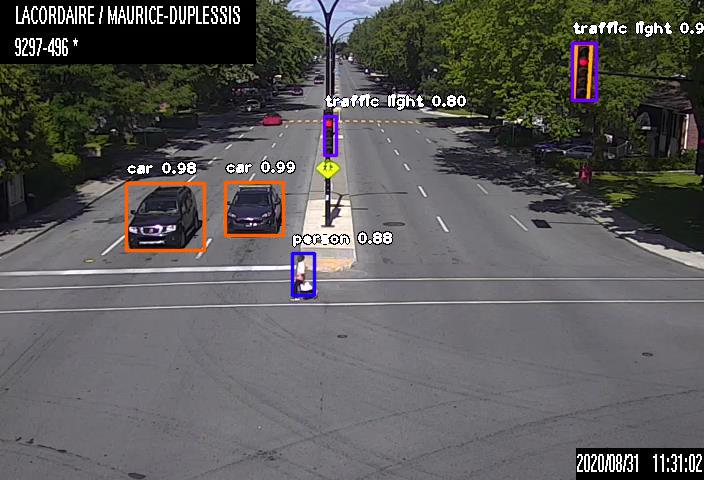 LACORDAIRE / MAURICE-DUPLESSIS
9297-496 *
traffic light 0.9
traffic light 0.80
car 0.98
car 0.99
person 0.88
2020/08/31 11:31:02